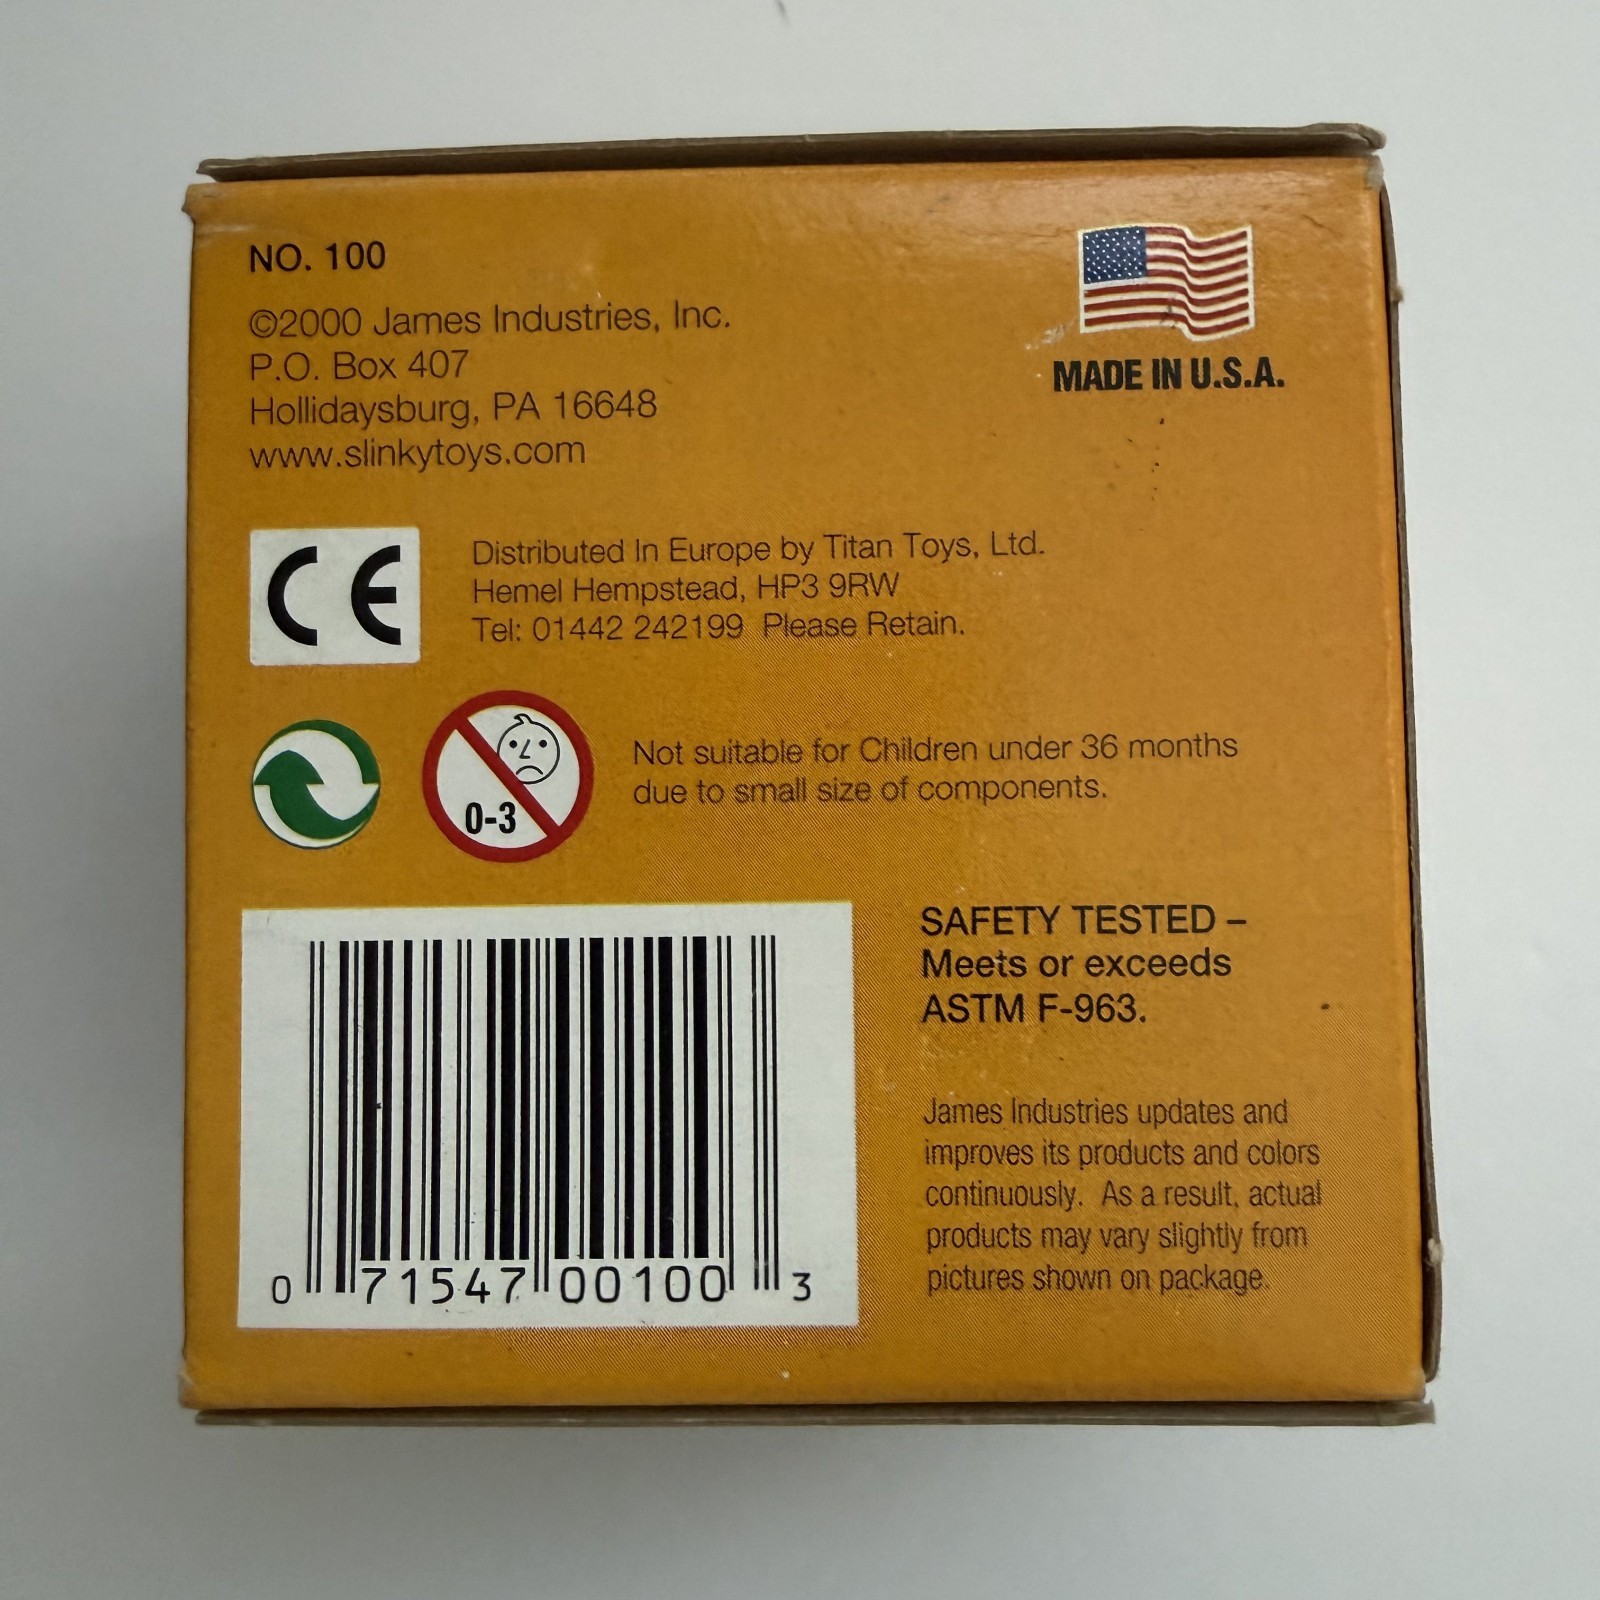 NO. 100
©2000 James Industries, Inc.
P.O. Box 407
Hollidaysburg, PA 16648
www.slinkytoys.com
MADE IN U.S.A.
CE
Distributed In Europe by Titan Toys, Ltd.
Hemel Hempstead, HP3 9RW
Tel: 01442 242199  Please Retain.
0-3
Not suitable for Children under 36 months
due to small size of components.
0 71547 00100 3
SAFETY TESTED –
Meets or exceeds
ASTM F-963.
James Industries updates and
improves its products and colors
continuously.  As a result, actual
products may vary slightly from
pictures shown on package.